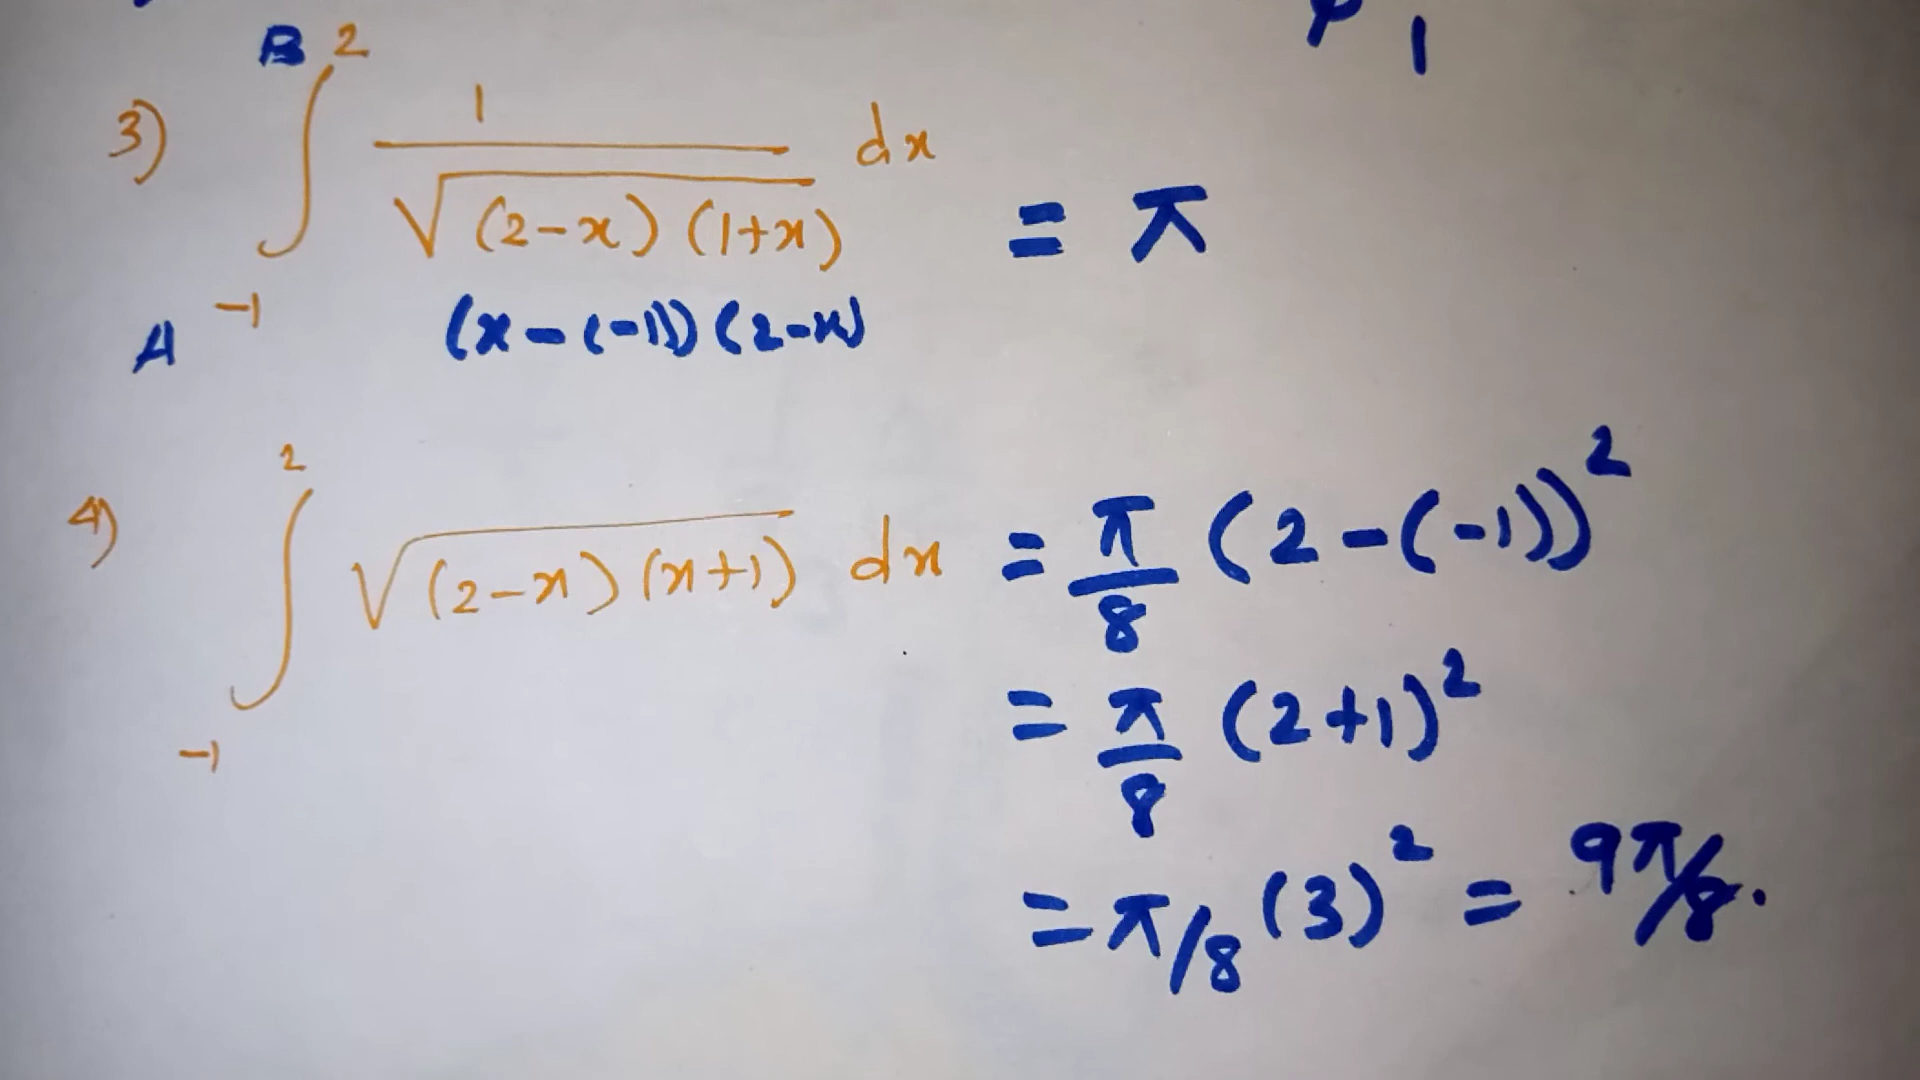 3) ∫_{A -1}^{B 2} 1/√((2-x)(1+x)) dx = π
(x-(-1))(2-x)
4) ∫_{-1}^{2} √((2-x)(x+1)) dx = π/8 (2-(-1))²
= π/8 (2+1)²
= π/8 (3)² = 9π/8.